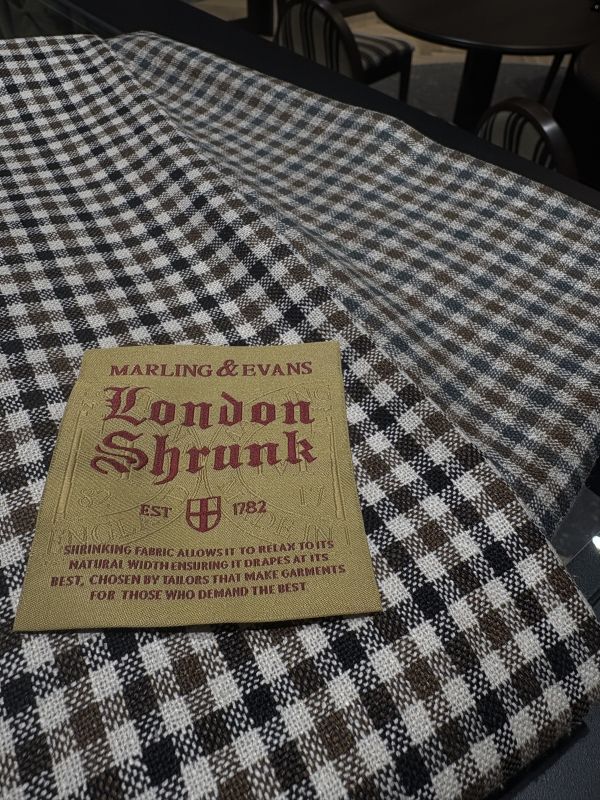 MARLING & EVANS
London
Shrunk
EST 1782
SHRINKING FABRIC ALLOWS IT TO RELAX TO ITS
NATURAL WIDTH ENSURING IT DRAPES AT ITS
BEST, CHOSEN BY TAILORS THAT MAKE GARMENTS
FOR THOSE WHO DEMAND THE BEST